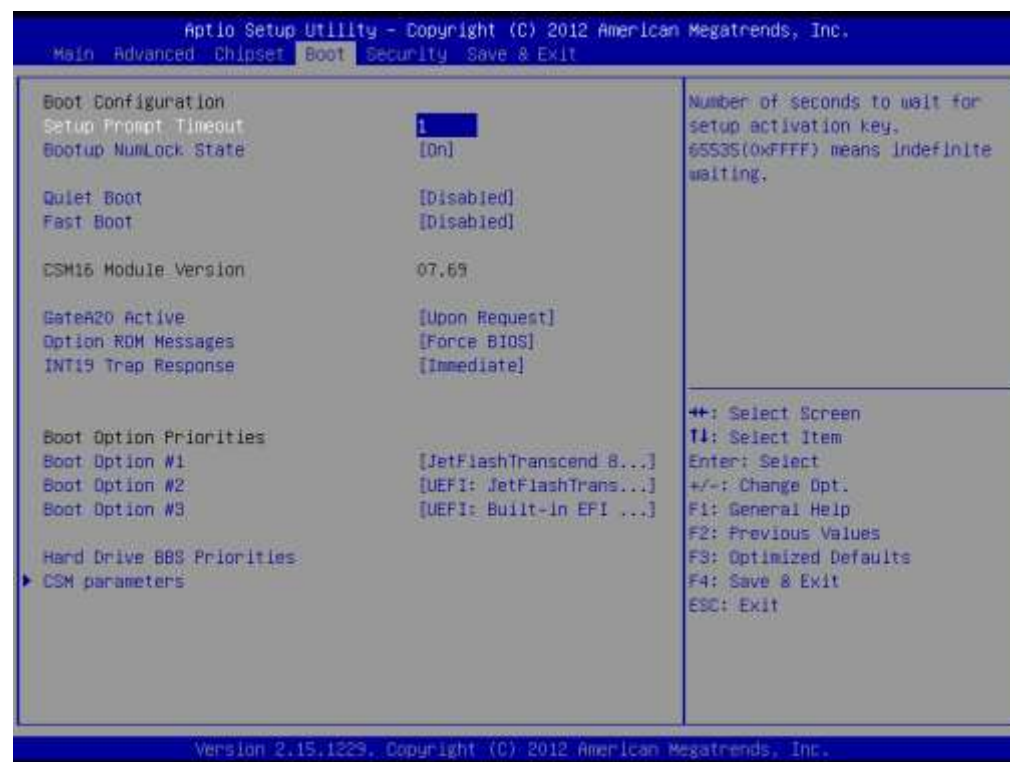 Aptio Setup Utility - Copyright (C) 2012 American Megatrends, Inc.
Main Advanced Chipset Boot Security Save & Exit
Boot Configuration
Setup Prompt Timeout 1
Bootup NumLock State [On]
Quiet Boot [Disabled]
Fast Boot [Disabled]
CSM16 Module Version 07.69
GateA20 Active [Upon Request]
Option ROM Messages [Force BIOS]
INT19 Trap Response [Immediate]
Boot Option Priorities
Boot Option #1 [JetFlashTranscend 8...]
Boot Option #2 [UEFI: JetFlashTrans...]
Boot Option #3 [UEFI: Built-in EFI ...]
Hard Drive BBS Priorities
CSM parameters
Number of seconds to wait for
setup activation key.
65535(0xFFFF) means indefinite
waiting.
→←: Select Screen
↑↓: Select Item
Enter: Select
+/-: Change Opt.
F1: General Help
F2: Previous Values
F3: Optimized Defaults
F4: Save & Exit
ESC: Exit
Version 2.15.1229. Copyright (C) 2012 American Megatrends, Inc.